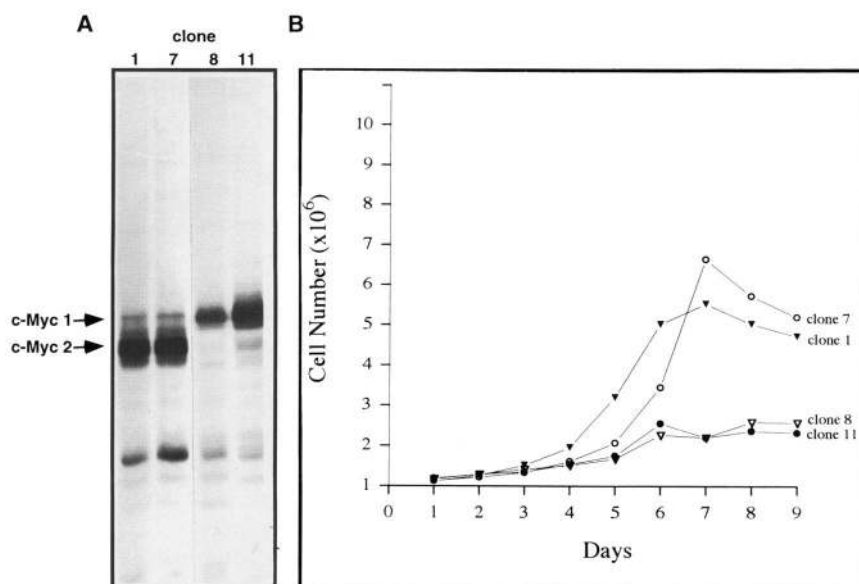 A
clone
1 7 8 11
c-Myc 1
c-Myc 2
B
10
9
8
7
6
5
4
3
2
1
0 1 2 3 4 5 6 7 8 9
Cell Number (x10⁶)
Days
clone 7
clone 1
clone 8
clone 11